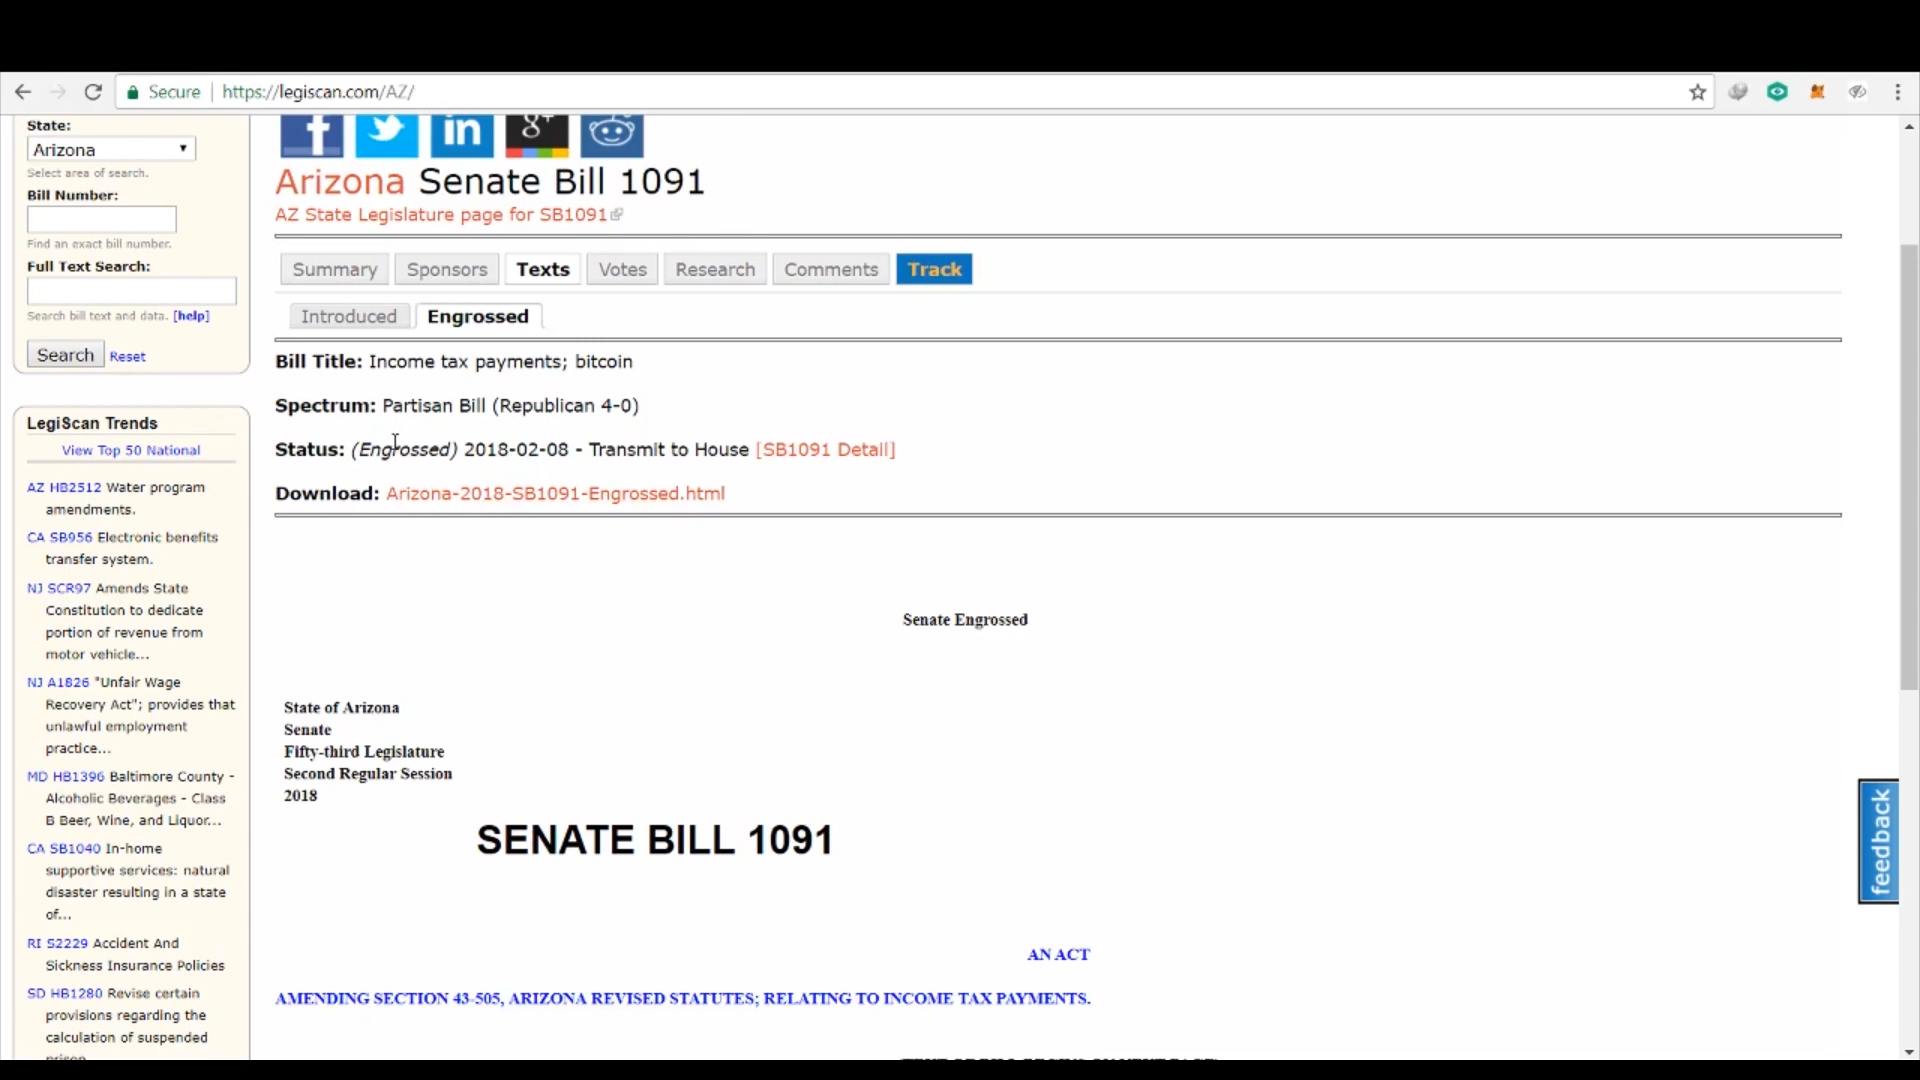 Secure | https://legiscan.com/AZ/
State:
Arizona
Select area of search.
Bill Number:
Find an exact bill number.
Full Text Search:
Search bill text and data. [help]
Search Reset
LegiScan Trends
View Top 50 National
AZ HB2512 Water program
amendments.
CA SB956 Electronic benefits
transfer system.
NJ SCR97 Amends State
Constitution to dedicate
portion of revenue from
motor vehicle...
NJ A1826 "Unfair Wage
Recovery Act"; provides that
unlawful employment
practice...
MD HB1396 Baltimore County -
Alcoholic Beverages - Class
B Beer, Wine, and Liquor...
CA SB1040 In-home
supportive services: natural
disaster resulting in a state
of...
RI S2229 Accident And
Sickness Insurance Policies
SD HB1280 Revise certain
provisions regarding the
calculation of suspended
f in g+
Arizona Senate Bill 1091
AZ State Legislature page for SB1091
Summary Sponsors Texts Votes Research Comments Track
Introduced Engrossed
Bill Title: Income tax payments; bitcoin
Spectrum: Partisan Bill (Republican 4-0)
Status: (Engrossed) 2018-02-08 - Transmit to House [SB1091 Detail]
Download: Arizona-2018-SB1091-Engrossed.html
Senate Engrossed
State of Arizona
Senate
Fifty-third Legislature
Second Regular Session
2018
SENATE BILL 1091
AN ACT
AMENDING SECTION 43-505, ARIZONA REVISED STATUTES; RELATING TO INCOME TAX PAYMENTS.
feedback